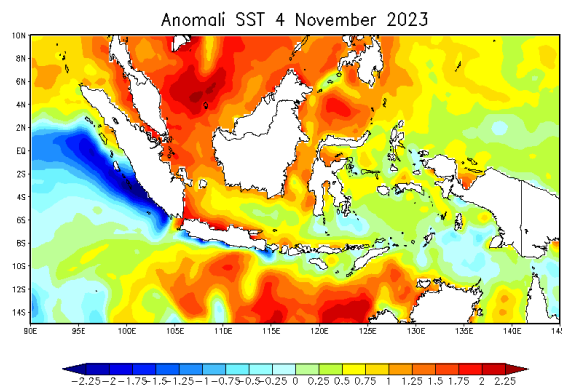 Anomali SST 4 November 2023
10N
8N
6N
4N
2N
EQ
2S
4S
6S
8S
10S
12S
14S
90E 95E 100E 105E 110E 115E 120E 125E 130E 135E 140E 145E
-2.25 -2 -1.75 -1.5 -1.25 -1 -0.75 -0.5 -0.25 0 0.25 0.5 0.75 1 1.25 1.5 1.75 2 2.25